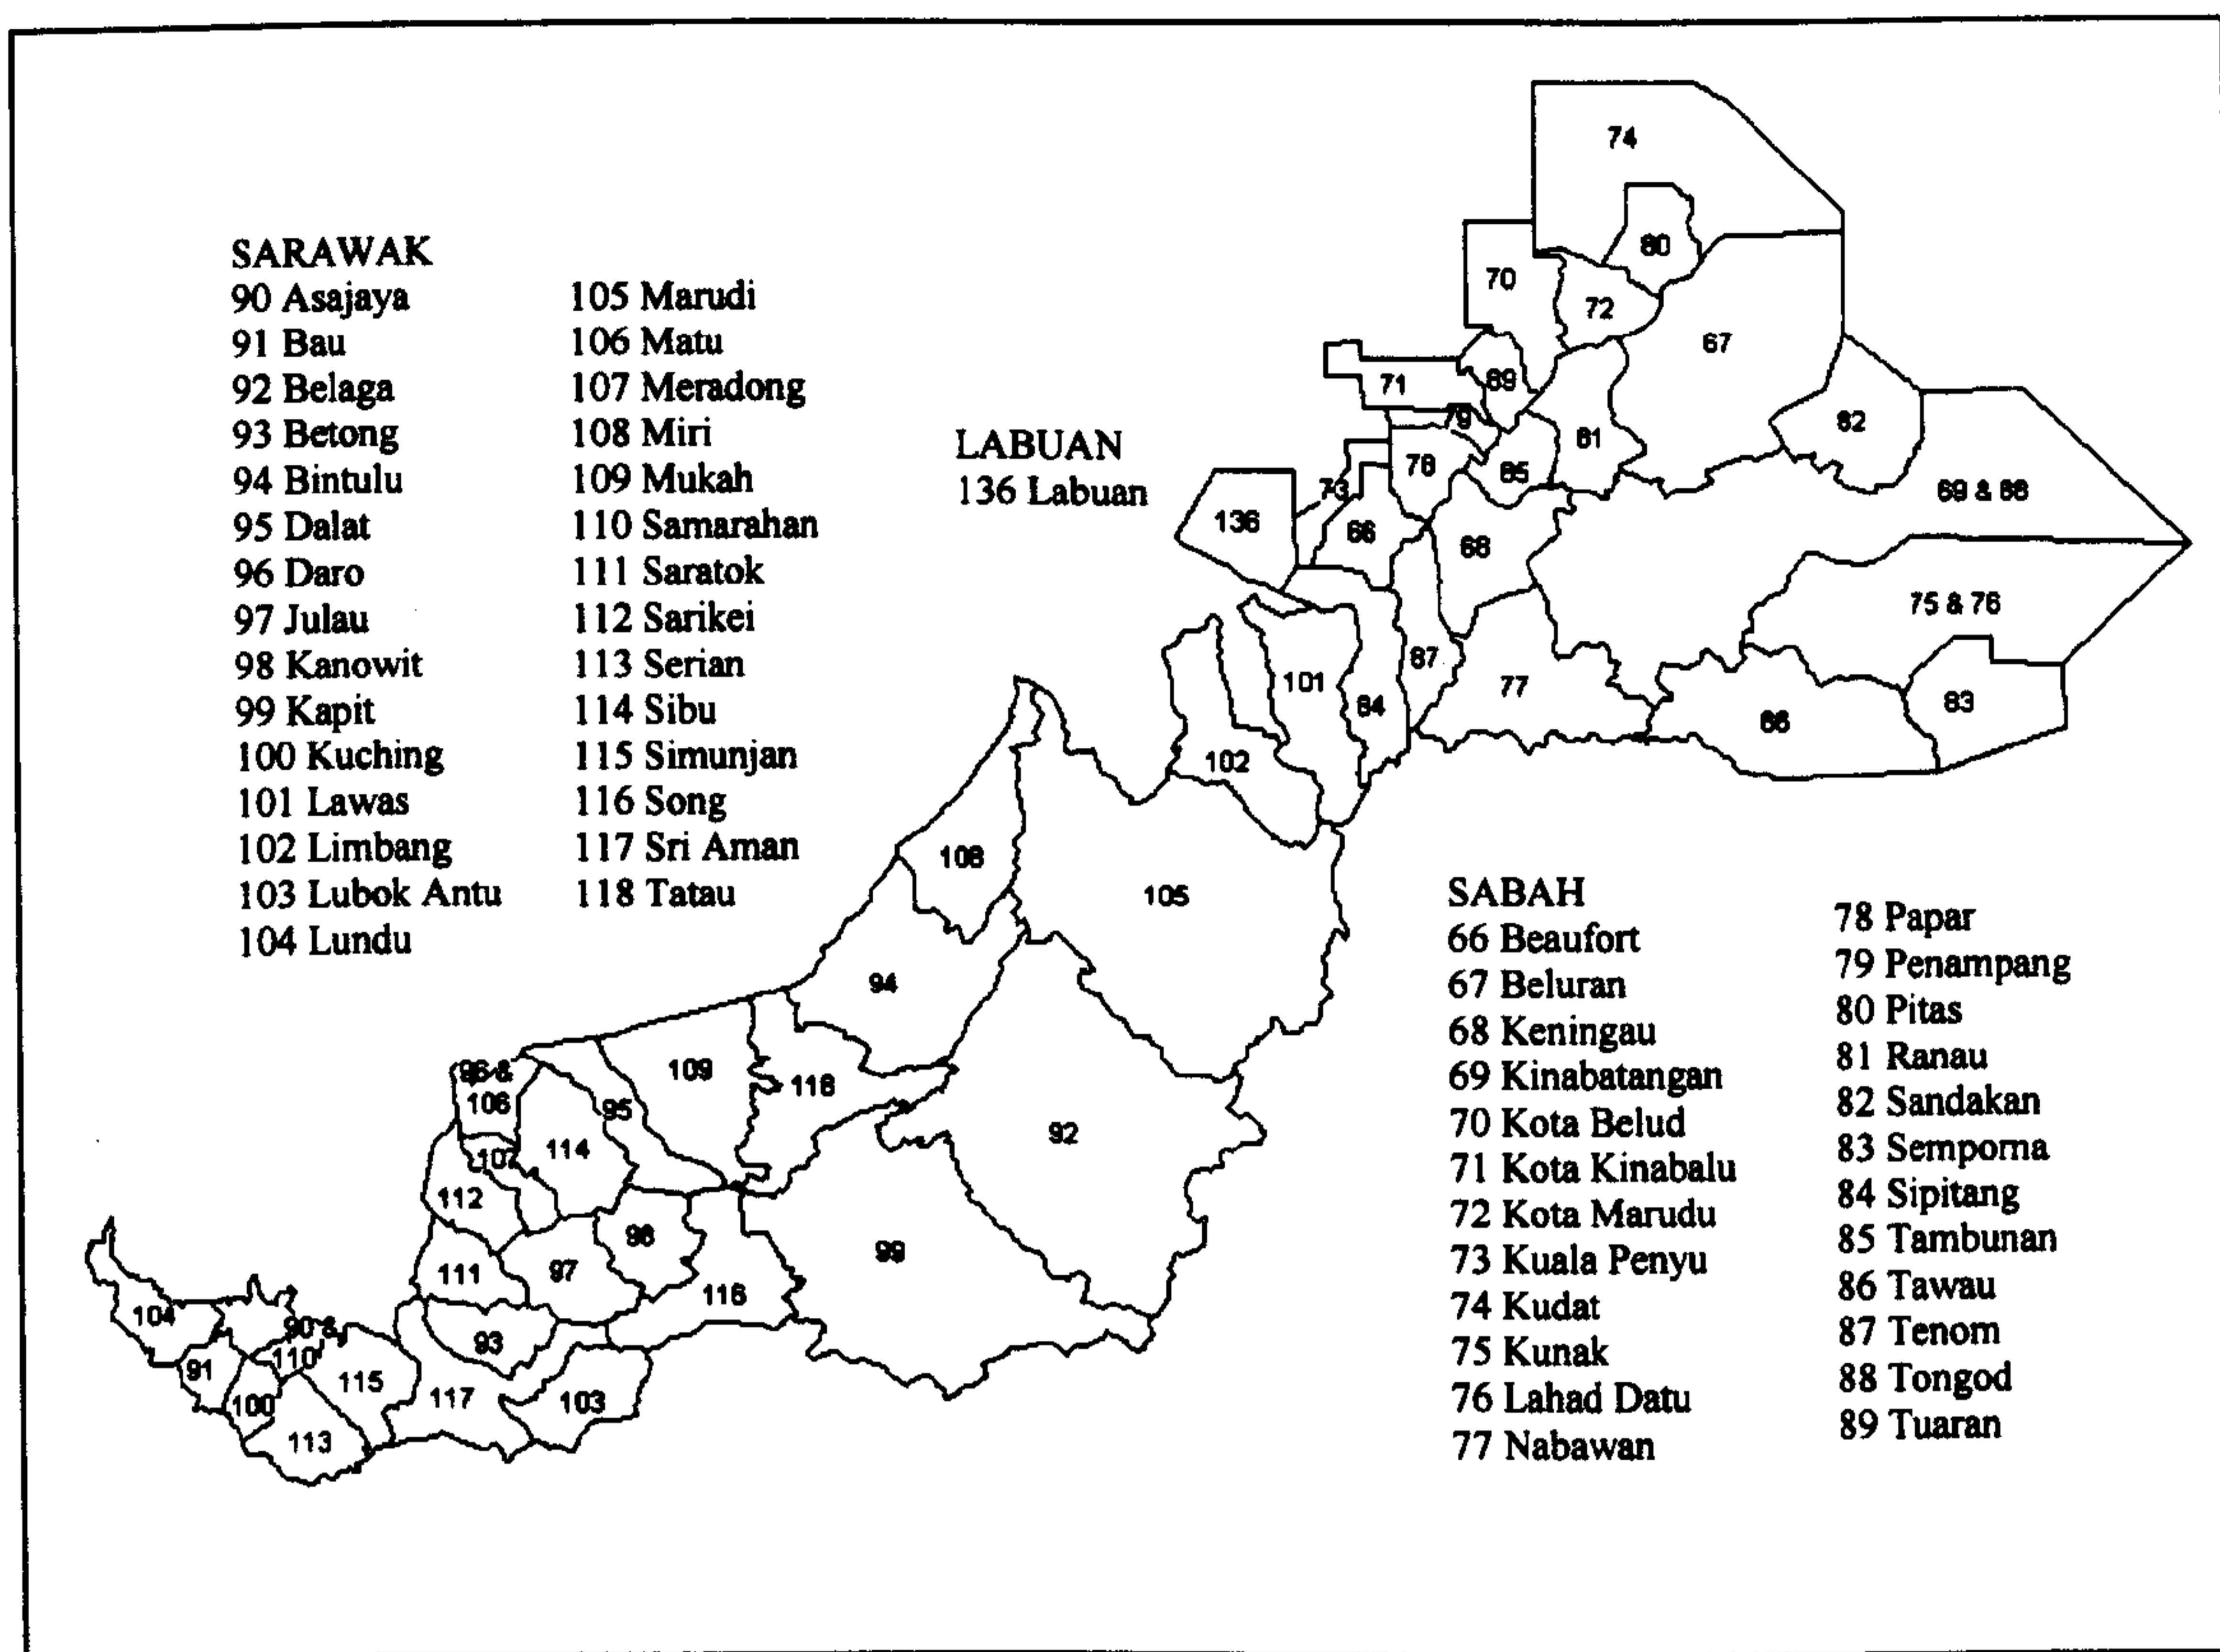 SARAWAK
90 Asajaya
91 Bau
92 Belaga
93 Betong
94 Bintulu
95 Dalat
96 Daro
97 Julau
98 Kanowit
99 Kapit
100 Kuching
101 Lawas
102 Limbang
103 Lubok Antu
104 Lundu
105 Marudi
106 Matu
107 Meradong
108 Miri
109 Mukah
110 Samarahan
111 Saratok
112 Sarikei
113 Serian
114 Sibu
115 Simunjan
116 Song
117 Sri Aman
118 Tatau
LABUAN
136 Labuan
SABAH
66 Beaufort
67 Beluran
68 Keningau
69 Kinabatangan
70 Kota Belud
71 Kota Kinabalu
72 Kota Marudu
73 Kuala Penyu
74 Kudat
75 Kunak
76 Lahad Datu
77 Nabawan
78 Papar
79 Penampang
80 Pitas
81 Ranau
82 Sandakan
83 Semporna
84 Sipitang
85 Tambunan
86 Tawau
87 Tenom
88 Tongod
89 Tuaran
74
80
70
72
67
89
71
79
81
82
78
85
73
69 & 88
136
66
68
75 & 76
87
101
84
77
83
86
102
108
105
94
96 &
106
109
118
95
92
107
114
112
98
99
111
97
116
104
90 &
110
93
91
115
100
117
103
113